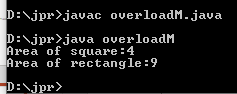 D:\jpr>javac overloadM.java
D:\jpr>java overloadM
Area of square:4
Area of rectangle:9
D:\jpr>